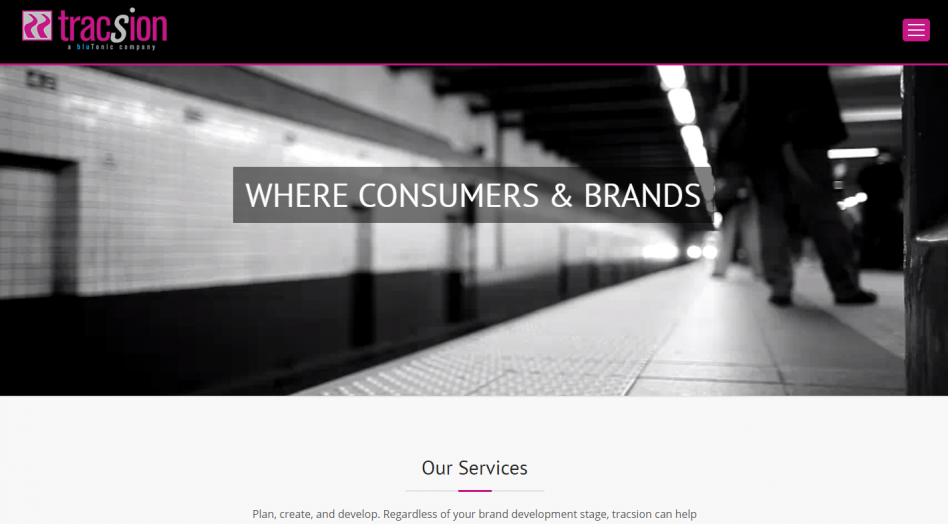 tracsion
a bluTonic company
WHERE CONSUMERS & BRANDS
Our Services
Plan, create, and develop. Regardless of your brand development stage, tracsion can help